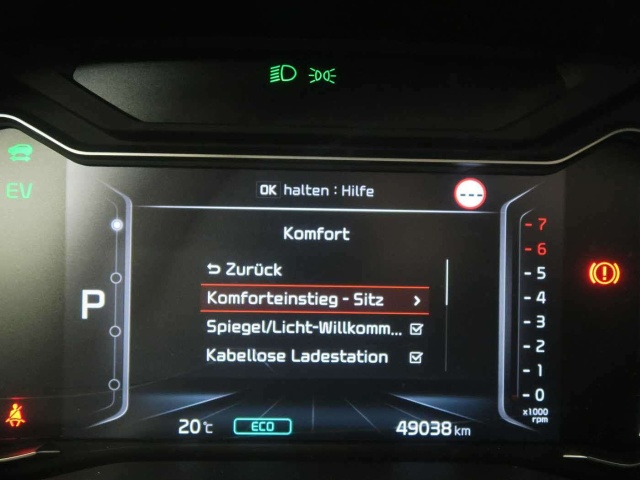 OK halten : Hilfe
---
EV
Komfort
Zurück
Komforteinstieg - Sitz
Spiegel/Licht-Willkomm...
Kabellose Ladestation
P
- 7
- 6
- 5
- 4
- 3
- 2
- 1
- 0
x1000
rpm
20°C
ECO
49038 km